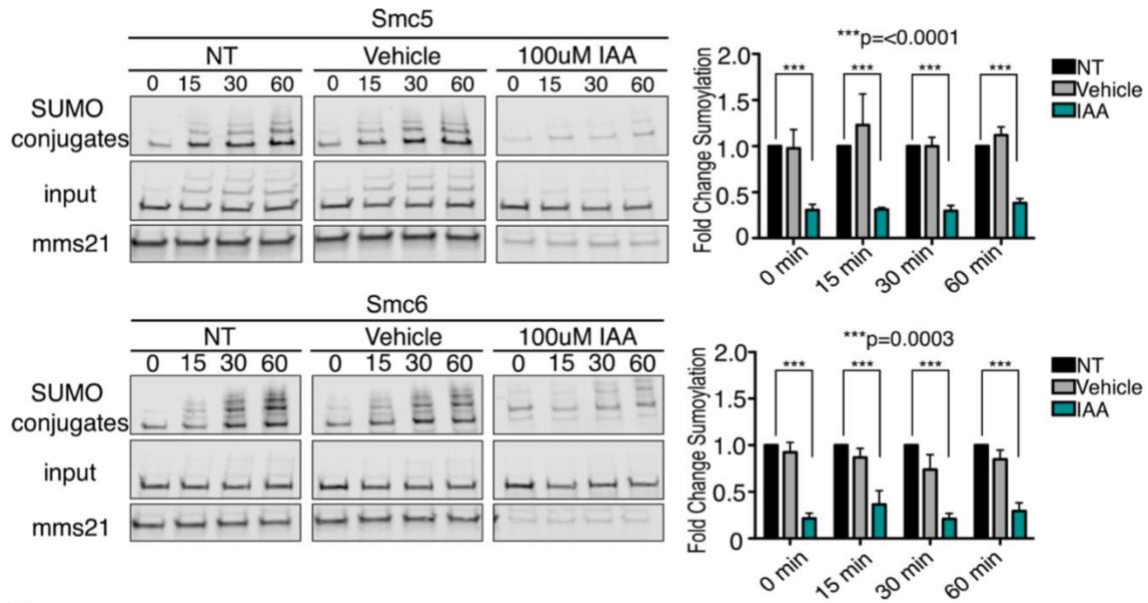 Smc5
NT Vehicle 100uM IAA
0 15 30 60 0 15 30 60 0 15 30 60
SUMO
conjugates
input
mms21
***p=<0.0001
Fold Change Sumoylation
2.0
1.5
1.0
0.5
0
*** *** *** ***
0 min 15 min 30 min 60 min
NT
Vehicle
IAA
Smc6
NT Vehicle 100uM IAA
0 15 30 60 0 15 30 60 0 15 30 60
SUMO
conjugates
input
mms21
***p=0.0003
Fold Change Sumoylation
2.0
1.0
0.5
0
*** *** *** ***
0 min 15 min 30 min 60 min
NT
Vehicle
IAA